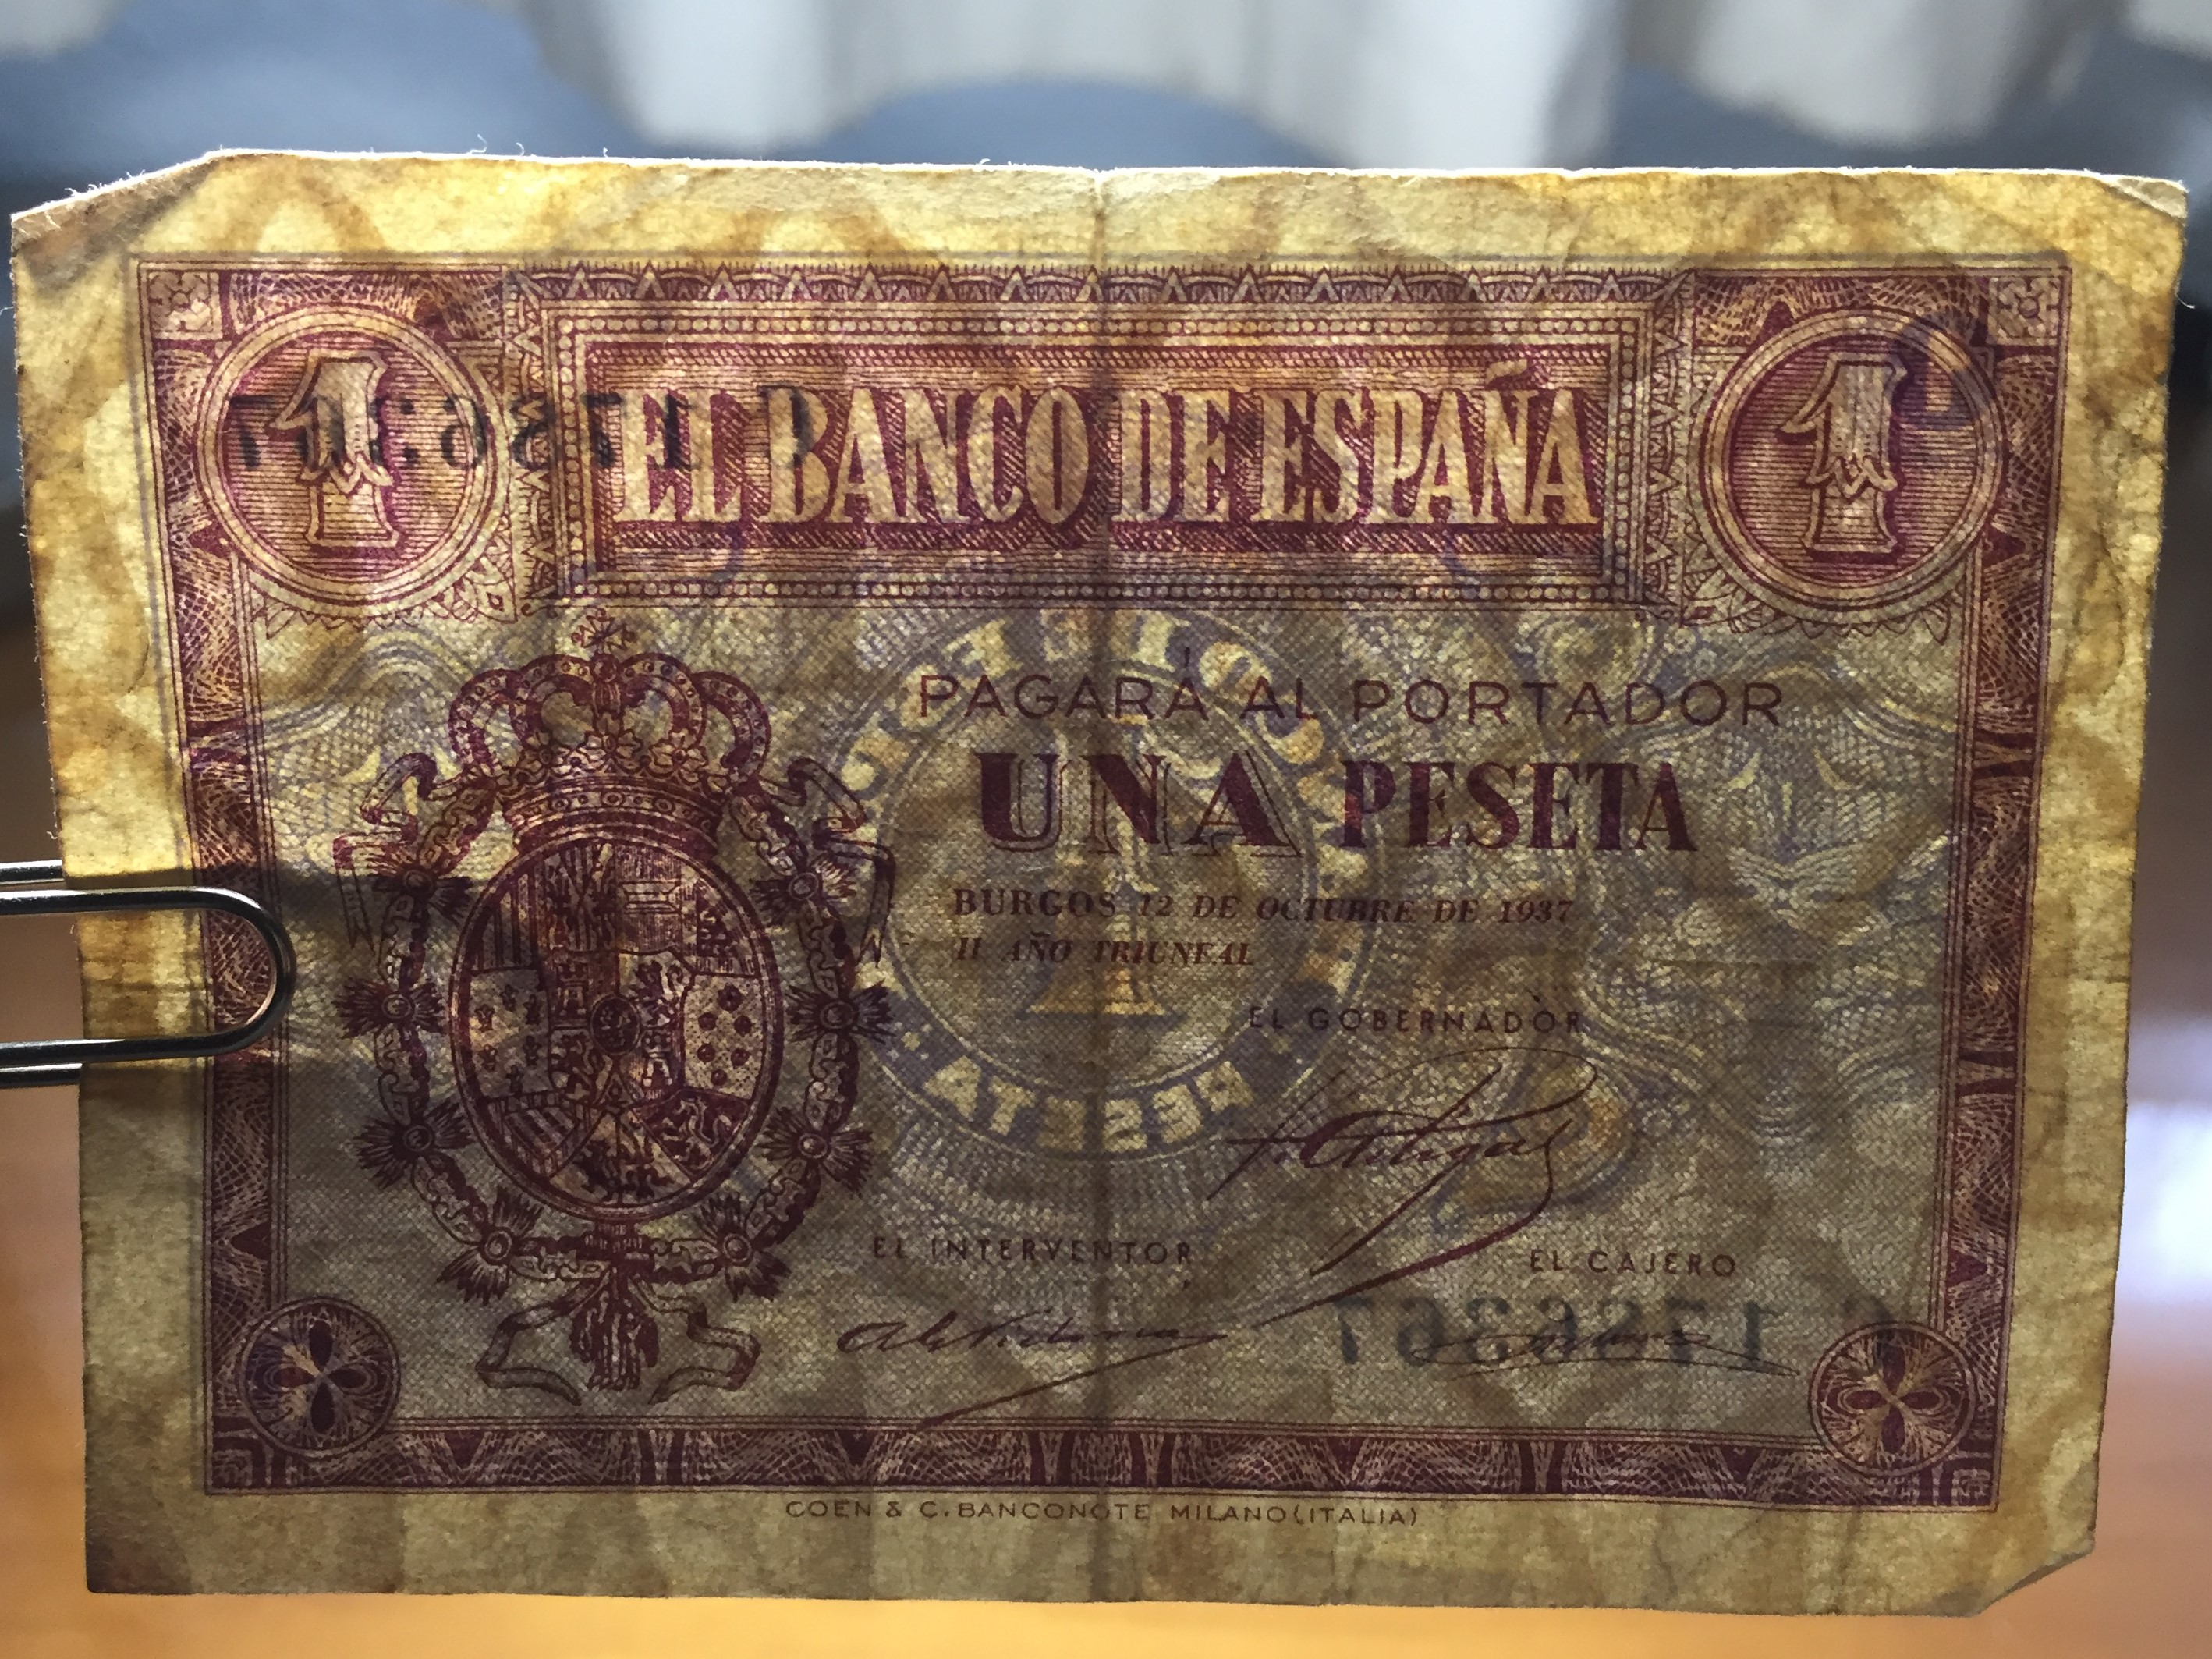 1 EL BANCO DE ESPAÑA 1
PAGARÁ AL PORTADOR
UNA PESETA
BURGOS 12 DE OCTUBRE DE 1937
II AÑO TRIUNFAL
EL GOBERNADOR
PESETA
EL INTERVENTOR
EL CAJERO
COEN & C. BANCONOTE MILANO (ITALIA)